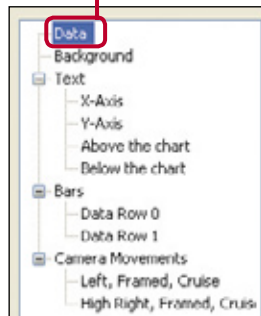 Data
Background
Text
X-Axis
Y-Axis
Above the chart
Below the chart
Bars
Data Row 0
Data Row 1
Camera Movements
Left, Framed, Cruise
High Right, Framed, Cruis